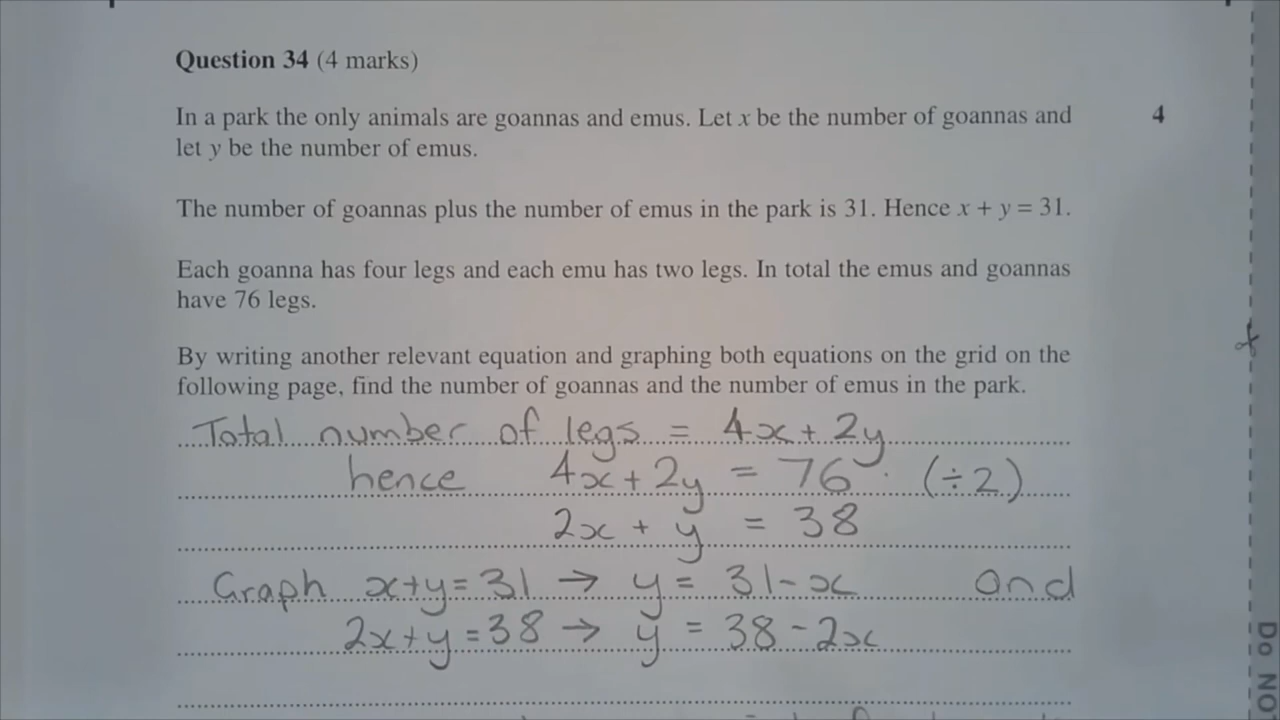 Question 34 (4 marks)
In a park the only animals are goannas and emus. Let x be the number of goannas and
4
let y be the number of emus.
The number of goannas plus the number of emus in the park is 31. Hence x + y = 31.
Each goanna has four legs and each emu has two legs. In total the emus and goannas
have 76 legs.
By writing another relevant equation and graphing both equations on the grid on the
following page, find the number of goannas and the number of emus in the park.
Total number of legs = 4x + 2y
hence 4x + 2y = 76 (÷2)
2x + y = 38
Graph x+y = 31 → y = 31 - x and
2x + y = 38 → y = 38 - 2x
Do NO